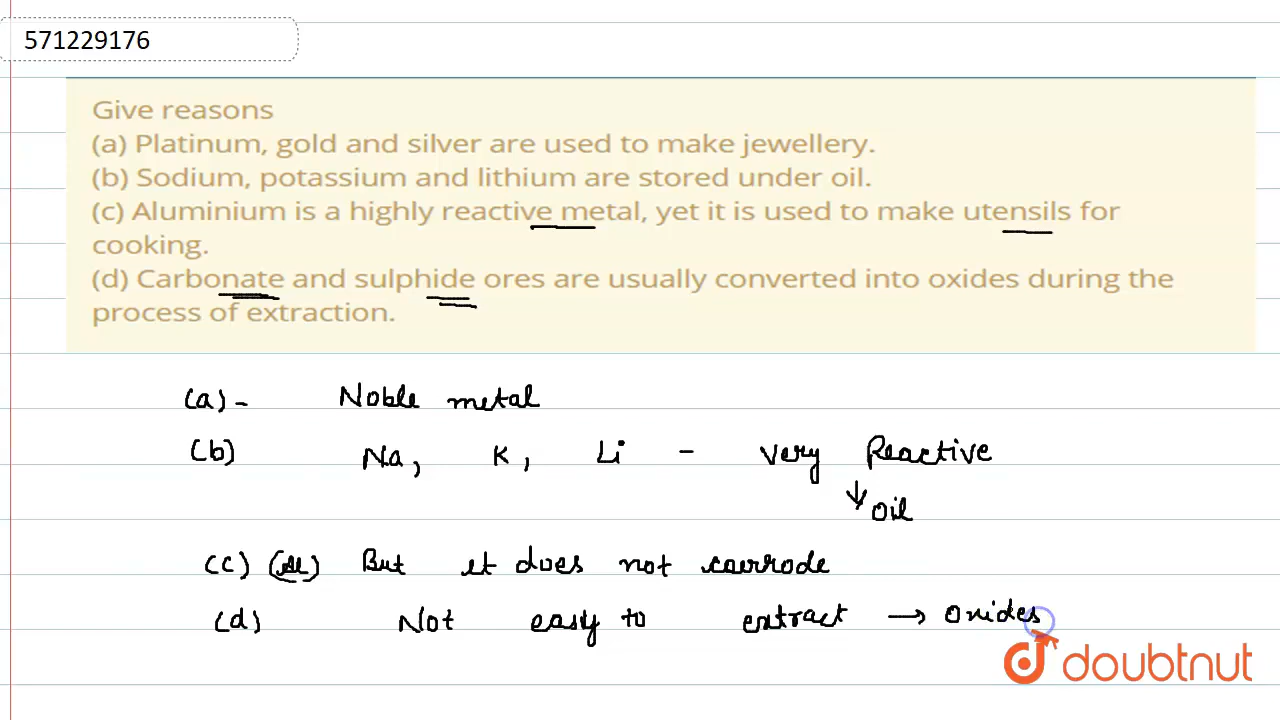 571229176
Give reasons
(a) Platinum, gold and silver are used to make jewellery.
(b) Sodium, potassium and lithium are stored under oil.
(c) Aluminium is a highly reactive metal, yet it is used to make utensils for
cooking.
(d) Carbonate and sulphide ores are usually converted into oxides during the
process of extraction.
(a) - Noble metal
(b) Na, K, Li - very Reactive
↓ Oil
(c) (Al) But it does not corrode
(d) Not easy to extract → Oxides
doubtnut